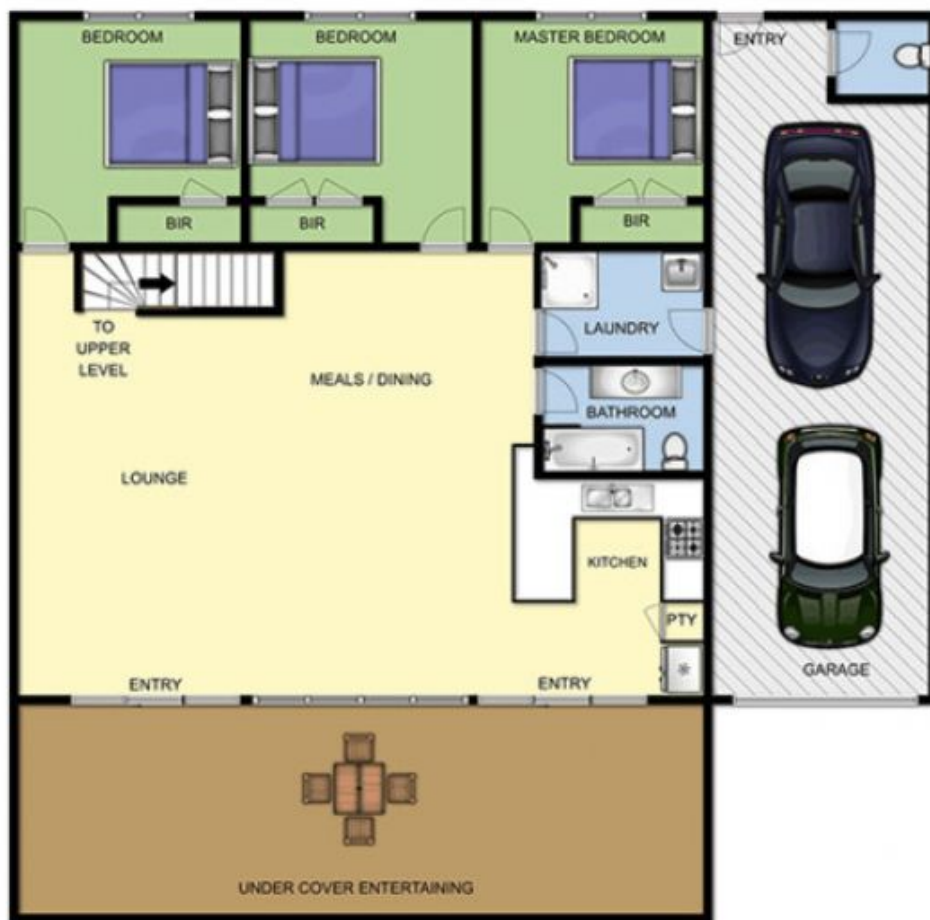 BEDROOM
BEDROOM
MASTER BEDROOM
ENTRY
BIR
BIR
BIR
TO
UPPER
LEVEL
LAUNDRY
MEALS / DINING
BATHROOM
LOUNGE
KITCHEN
PTY
GARAGE
ENTRY
ENTRY
UNDER COVER ENTERTAINING